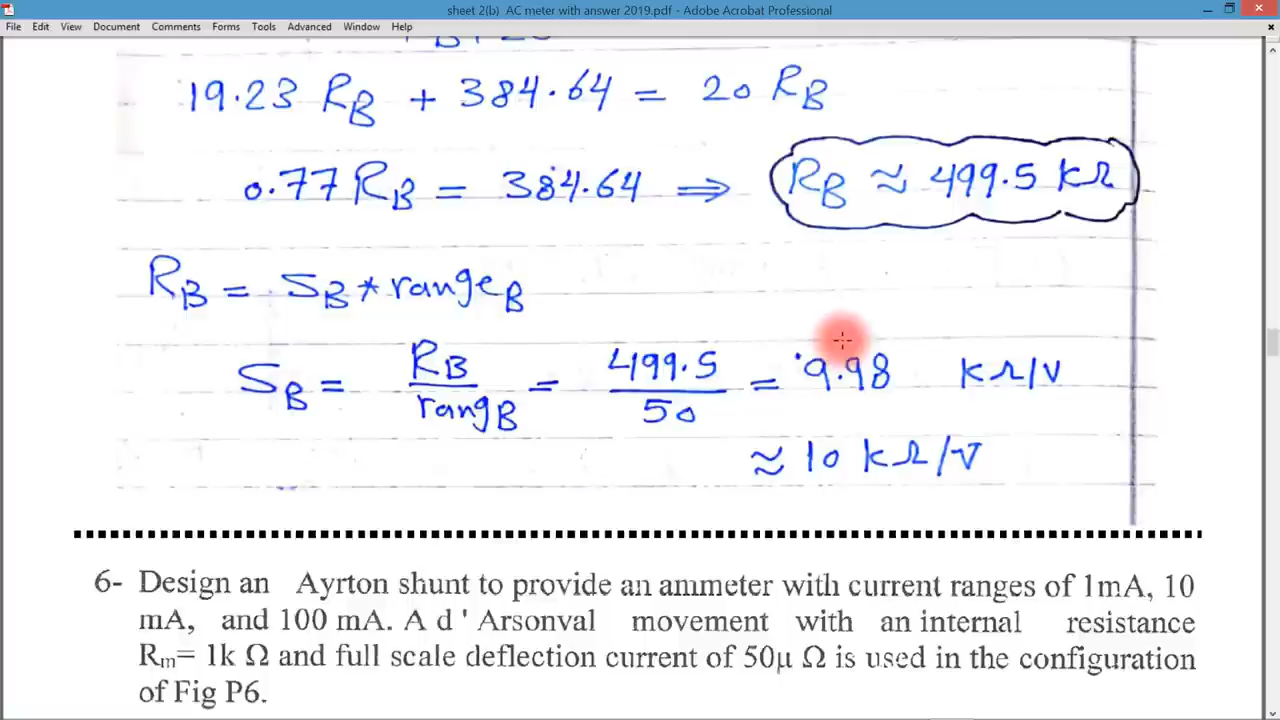 sheet 2(b) AC meter with answer 2019.pdf - Adobe Acrobat Professional
File Edit View Document Comments Forms Tools Advanced Window Help
19.23 RB + 384.64 = 20 RB
0.77 RB = 384.64 ⇒ RB ≈ 499.5 kΩ
RB = SB * rangeB
SB = RB/rangB = 499.5/50 = 9.98 kΩ/V
≈ 10 kΩ/V
6- Design an Ayrton shunt to provide an ammeter with current ranges of 1mA, 10
mA, and 100 mA. A d ' Arsonval movement with an internal resistance
Rm= 1k Ω and full scale deflection current of 50μ Ω is used in the configuration
of Fig P6.